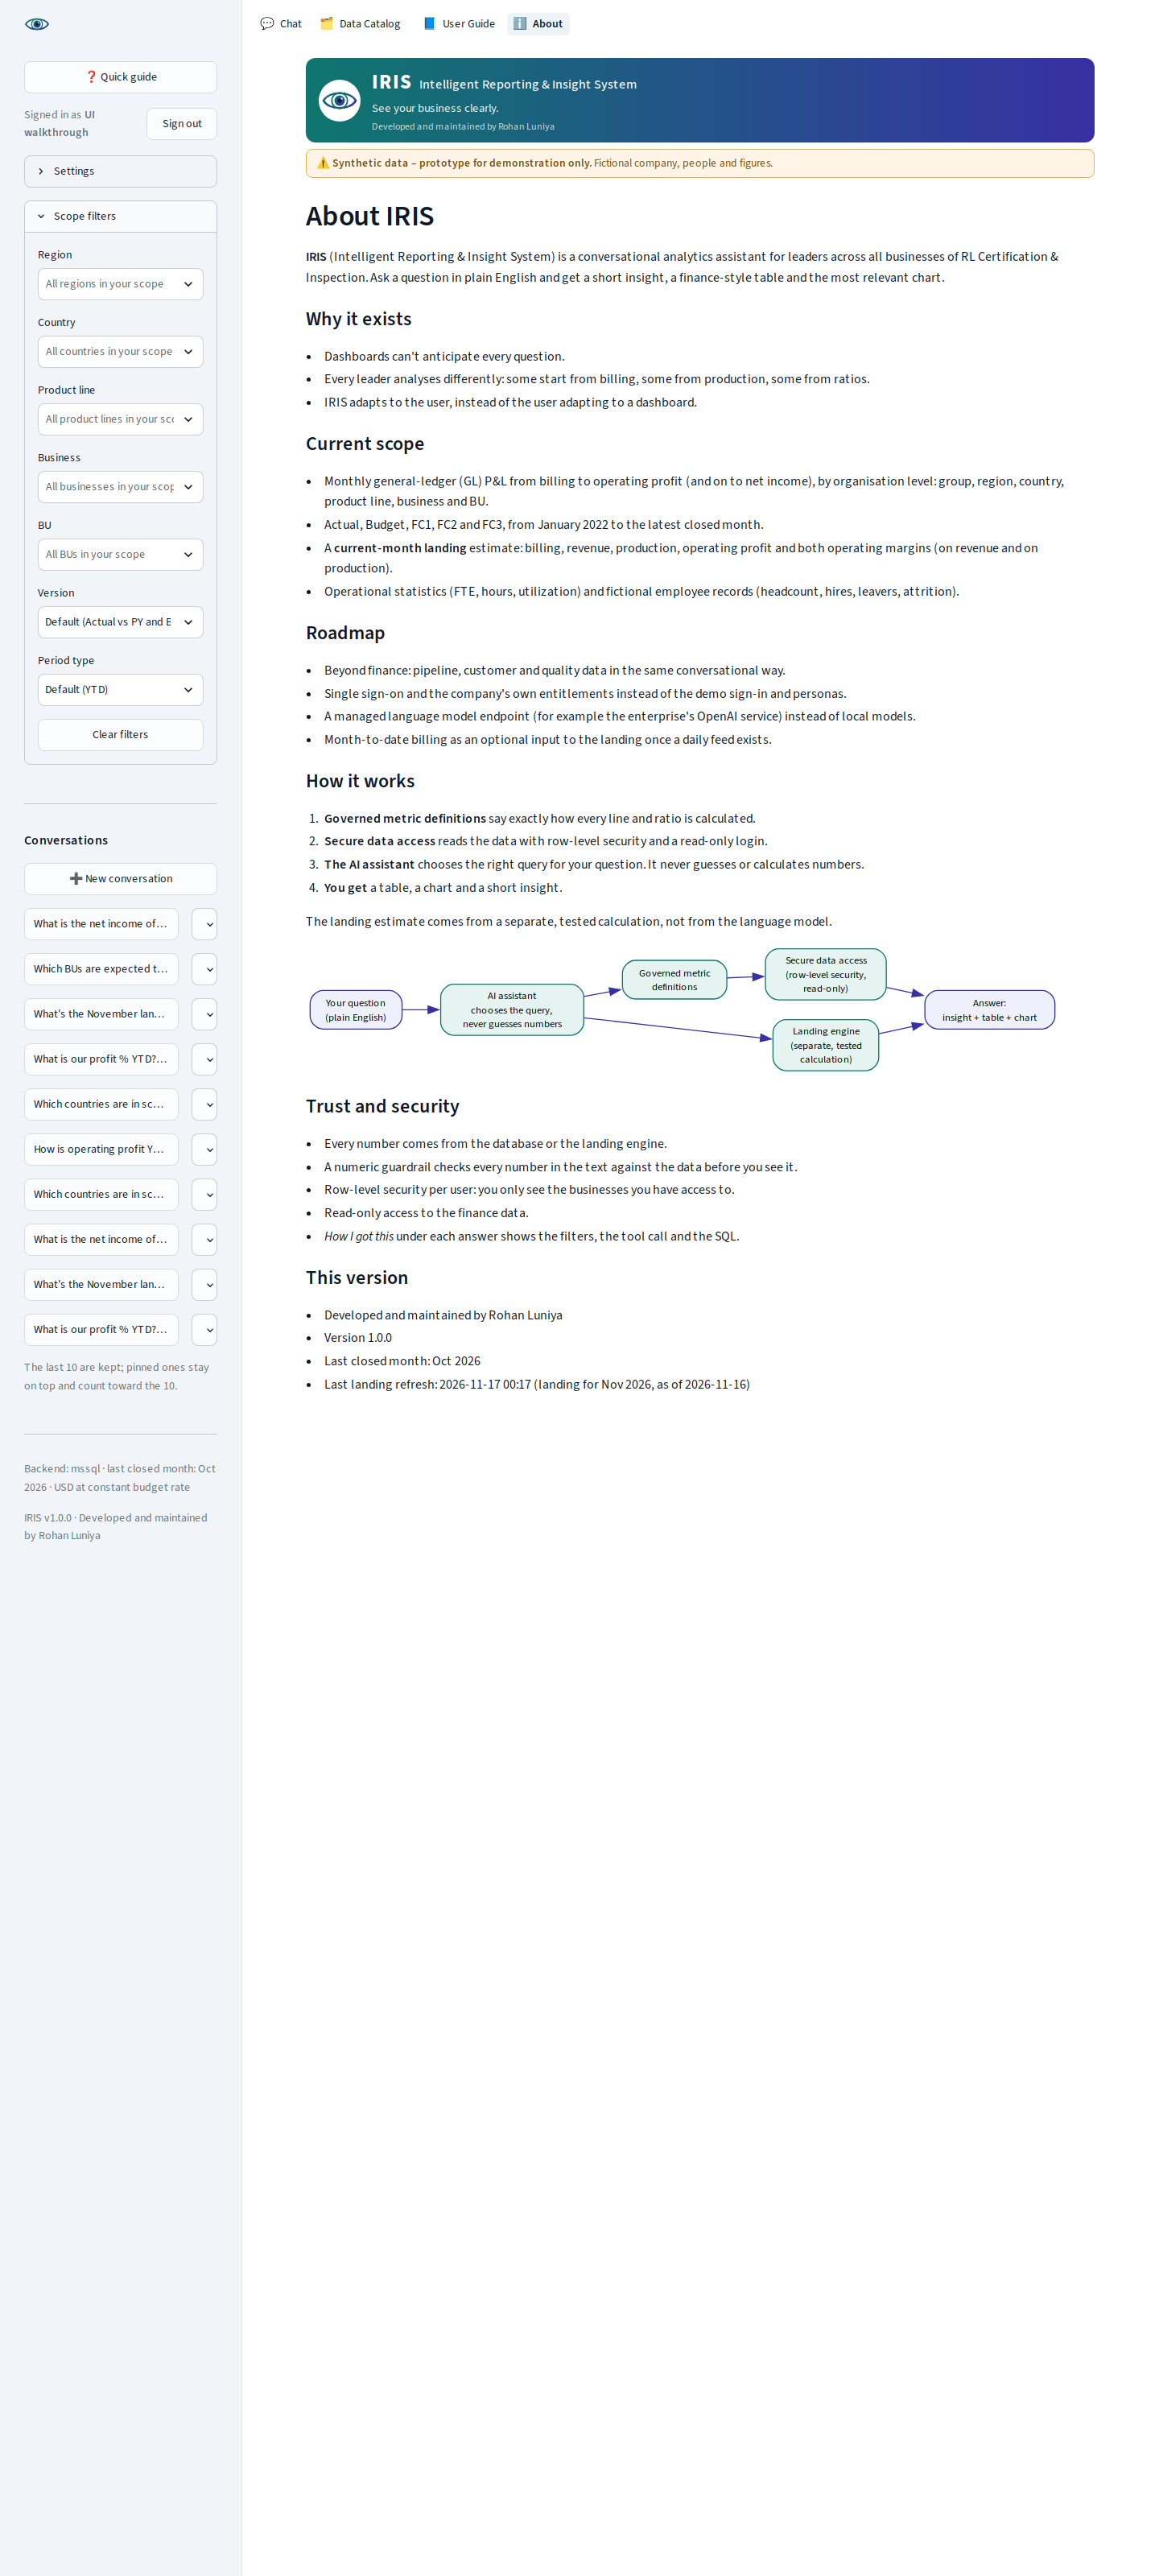 ❓ Quick guide
Signed in as UI
walkthrough
Sign out
Settings
Scope filters
Region
All regions in your scope
Country
All countries in your scope
Product line
All product lines in your sco
Business
All businesses in your scop
BU
All BUs in your scope
Version
Default (Actual vs PY and B
Period type
Default (YTD)
Clear filters
Conversations
➕ New conversation
What is the net income of…
Which BUs are expected t…
What's the November lan…
What is our profit % YTD?…
Which countries are in sc…
How is operating profit Y…
Which countries are in sc…
What is the net income of…
What's the November lan…
What is our profit % YTD?…
The last 10 are kept; pinned ones stay
on top and count toward the 10.
Backend: mssql · last closed month: Oct
2026 · USD at constant budget rate
IRIS v1.0.0 · Developed and maintained
by Rohan Luniya
💬 Chat
🗂️ Data Catalog
📘 User Guide
ℹ️ About
IRIS Intelligent Reporting & Insight System
See your business clearly.
Developed and maintained by Rohan Luniya
⚠️ Synthetic data – prototype for demonstration only. Fictional company, people and figures.
About IRIS
IRIS (Intelligent Reporting & Insight System) is a conversational analytics assistant for leaders across all businesses of RL Certification &
Inspection. Ask a question in plain English and get a short insight, a finance-style table and the most relevant chart.
Why it exists
• Dashboards can't anticipate every question.
• Every leader analyses differently: some start from billing, some from production, some from ratios.
• IRIS adapts to the user, instead of the user adapting to a dashboard.
Current scope
• Monthly general-ledger (GL) P&L from billing to operating profit (and on to net income), by organisation level: group, region, country,
product line, business and BU.
• Actual, Budget, FC1, FC2 and FC3, from January 2022 to the latest closed month.
• A current-month landing estimate: billing, revenue, production, operating profit and both operating margins (on revenue and on
production).
• Operational statistics (FTE, hours, utilization) and fictional employee records (headcount, hires, leavers, attrition).
Roadmap
• Beyond finance: pipeline, customer and quality data in the same conversational way.
• Single sign-on and the company's own entitlements instead of the demo sign-in and personas.
• A managed language model endpoint (for example the enterprise's OpenAI service) instead of local models.
• Month-to-date billing as an optional input to the landing once a daily feed exists.
How it works
1. Governed metric definitions say exactly how every line and ratio is calculated.
2. Secure data access reads the data with row-level security and a read-only login.
3. The AI assistant chooses the right query for your question. It never guesses or calculates numbers.
4. You get a table, a chart and a short insight.
The landing estimate comes from a separate, tested calculation, not from the language model.
Your question
(plain English)
AI assistant
chooses the query,
never guesses numbers
Governed metric
definitions
Secure data access
(row-level security,
read-only)
Landing engine
(separate, tested
calculation)
Answer:
insight + table + chart
Trust and security
• Every number comes from the database or the landing engine.
• A numeric guardrail checks every number in the text against the data before you see it.
• Row-level security per user: you only see the businesses you have access to.
• Read-only access to the finance data.
• How I got this under each answer shows the filters, the tool call and the SQL.
This version
• Developed and maintained by Rohan Luniya
• Version 1.0.0
• Last closed month: Oct 2026
• Last landing refresh: 2026-11-17 00:17 (landing for Nov 2026, as of 2026-11-16)